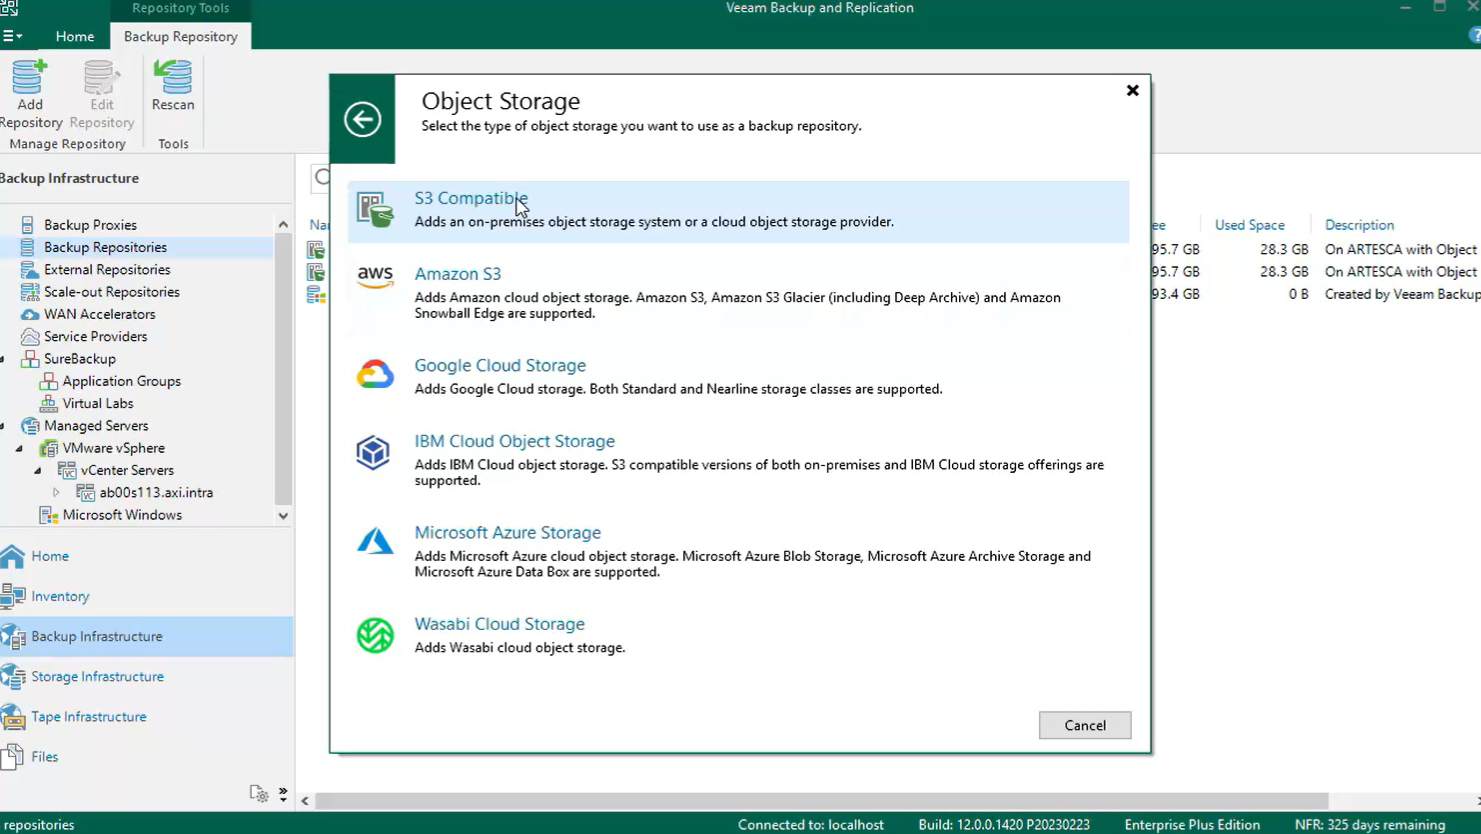 Repository Tools
Veeam Backup and Replication
Home
Backup Repository
Add
Repository
Edit
Repository
Rescan
Manage Repository
Tools
Backup Infrastructure
Backup Proxies
Backup Repositories
External Repositories
Scale-out Repositories
WAN Accelerators
Service Providers
SureBackup
Application Groups
Virtual Labs
Managed Servers
VMware vSphere
vCenter Servers
ab00s113.axi.intra
Microsoft Windows
Home
Inventory
Backup Infrastructure
Storage Infrastructure
Tape Infrastructure
Files
Object Storage
Select the type of object storage you want to use as a backup repository.
S3 Compatible
Adds an on-premises object storage system or a cloud object storage provider.
aws
Amazon S3
Adds Amazon cloud object storage. Amazon S3, Amazon S3 Glacier (including Deep Archive) and Amazon
Snowball Edge are supported.
Google Cloud Storage
Adds Google Cloud storage. Both Standard and Nearline storage classes are supported.
IBM Cloud Object Storage
Adds IBM Cloud object storage. S3 compatible versions of both on-premises and IBM Cloud storage offerings are
supported.
Microsoft Azure Storage
Adds Microsoft Azure cloud object storage. Microsoft Azure Blob Storage, Microsoft Azure Archive Storage and
Microsoft Azure Data Box are supported.
Wasabi Cloud Storage
Adds Wasabi cloud object storage.
Cancel
Na
ee Used Space Description
95.7 GB 28.3 GB On ARTESCA with Object
95.7 GB 28.3 GB On ARTESCA with Object
93.4 GB 0 B Created by Veeam Backup
repositories
Connected to: localhost
Build: 12.0.0.1420 P20230223
Enterprise Plus Edition
NFR: 325 days remaining